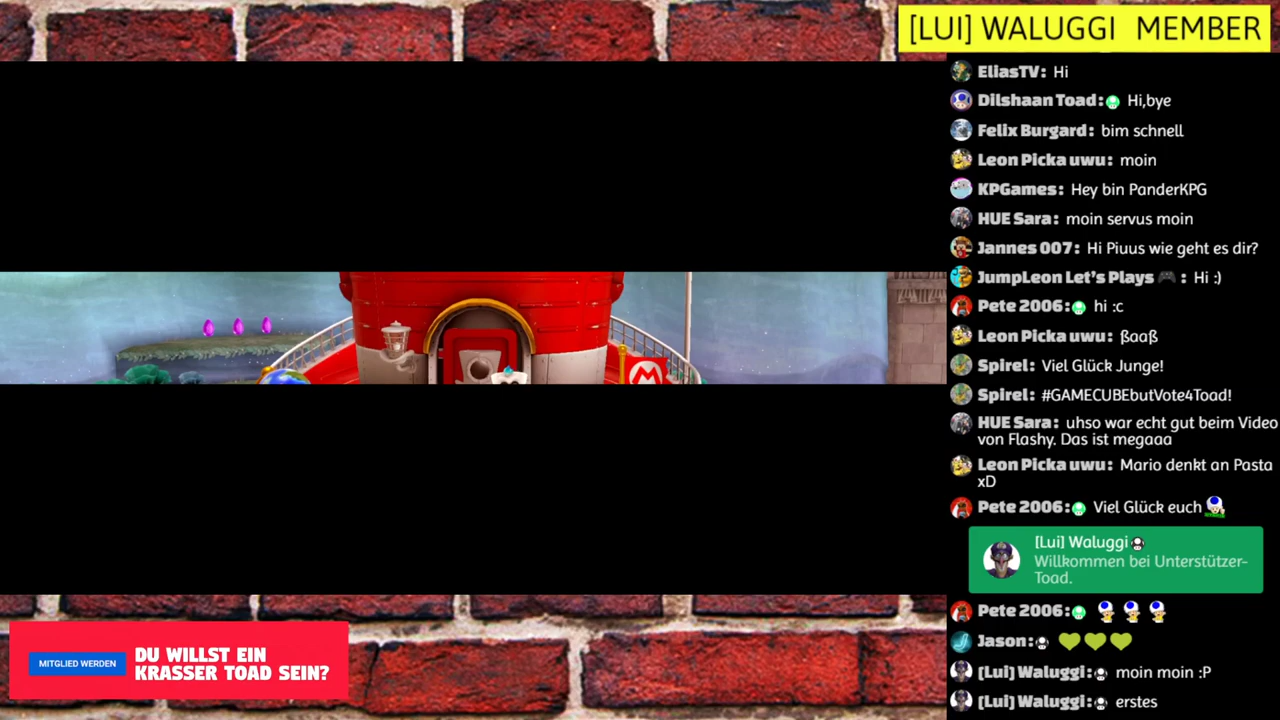 [LUI] WALUGGI MEMBER
EliasTV: Hi
Dilshaan Toad: Hi,bye
Felix Burgard: bim schnell
Leon Picka uwu: moin
KPGames: Hey bin PanderKPG
HUE Sara: moin servus moin
Jannes 007: Hi Piuus wie geht es dir?
JumpLeon Let's Plays 🎮: Hi :)
Pete 2006: hi :c
Leon Picka uwu: ßaaß
Spirel: Viel Glück Junge!
Spirel: #GAMECUBEbutVote4Toad!
HUE Sara: uhso war echt gut beim Video
von Flashy. Das ist megaaa
Leon Picka uwu: Mario denkt an Pasta
xD
Pete 2006: Viel Glück euch
[Lui] Waluggi
Willkommen bei Unterstützer-
Toad.
Pete 2006:
Jason: 💚💚💚
[Lui] Waluggi: moin moin :P
[Lui] Waluggi: erstes
M
MITGLIED WERDEN
DU WILLST EIN
KRASSER TOAD SEIN?